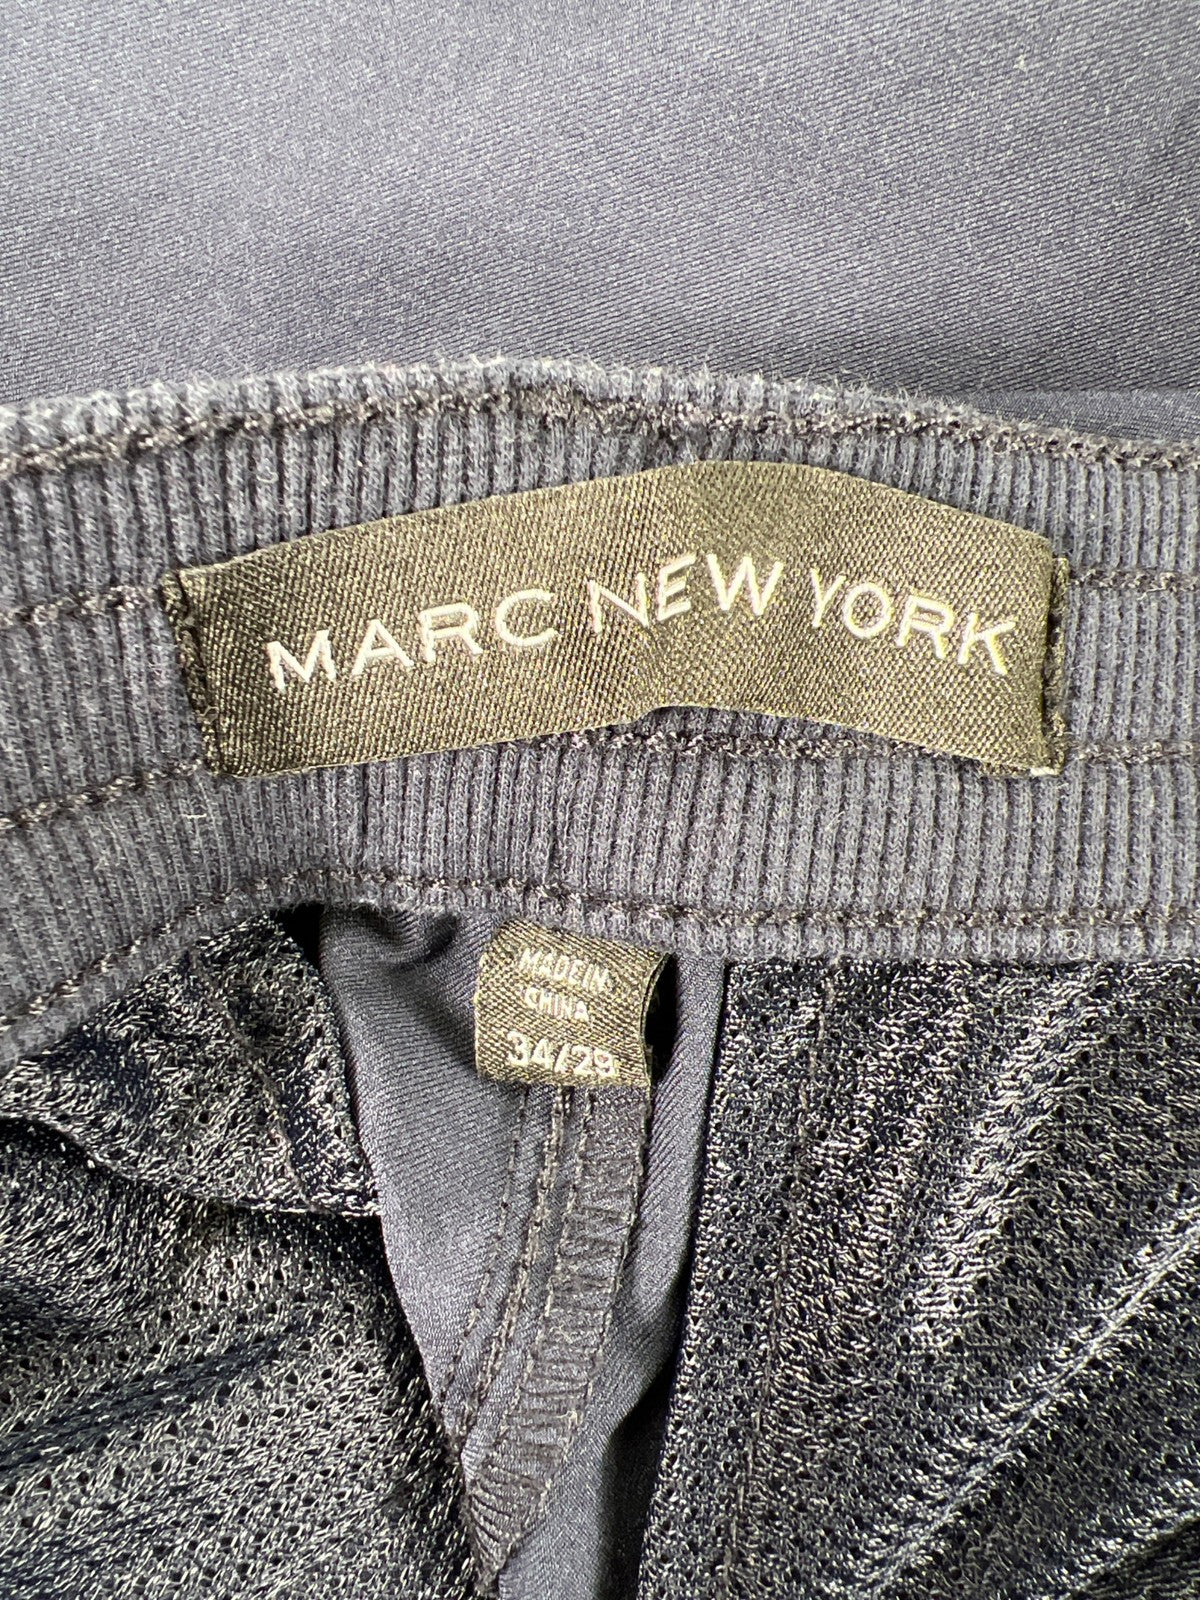 MARC NEW YORK
MADE IN
CHINA
34/29